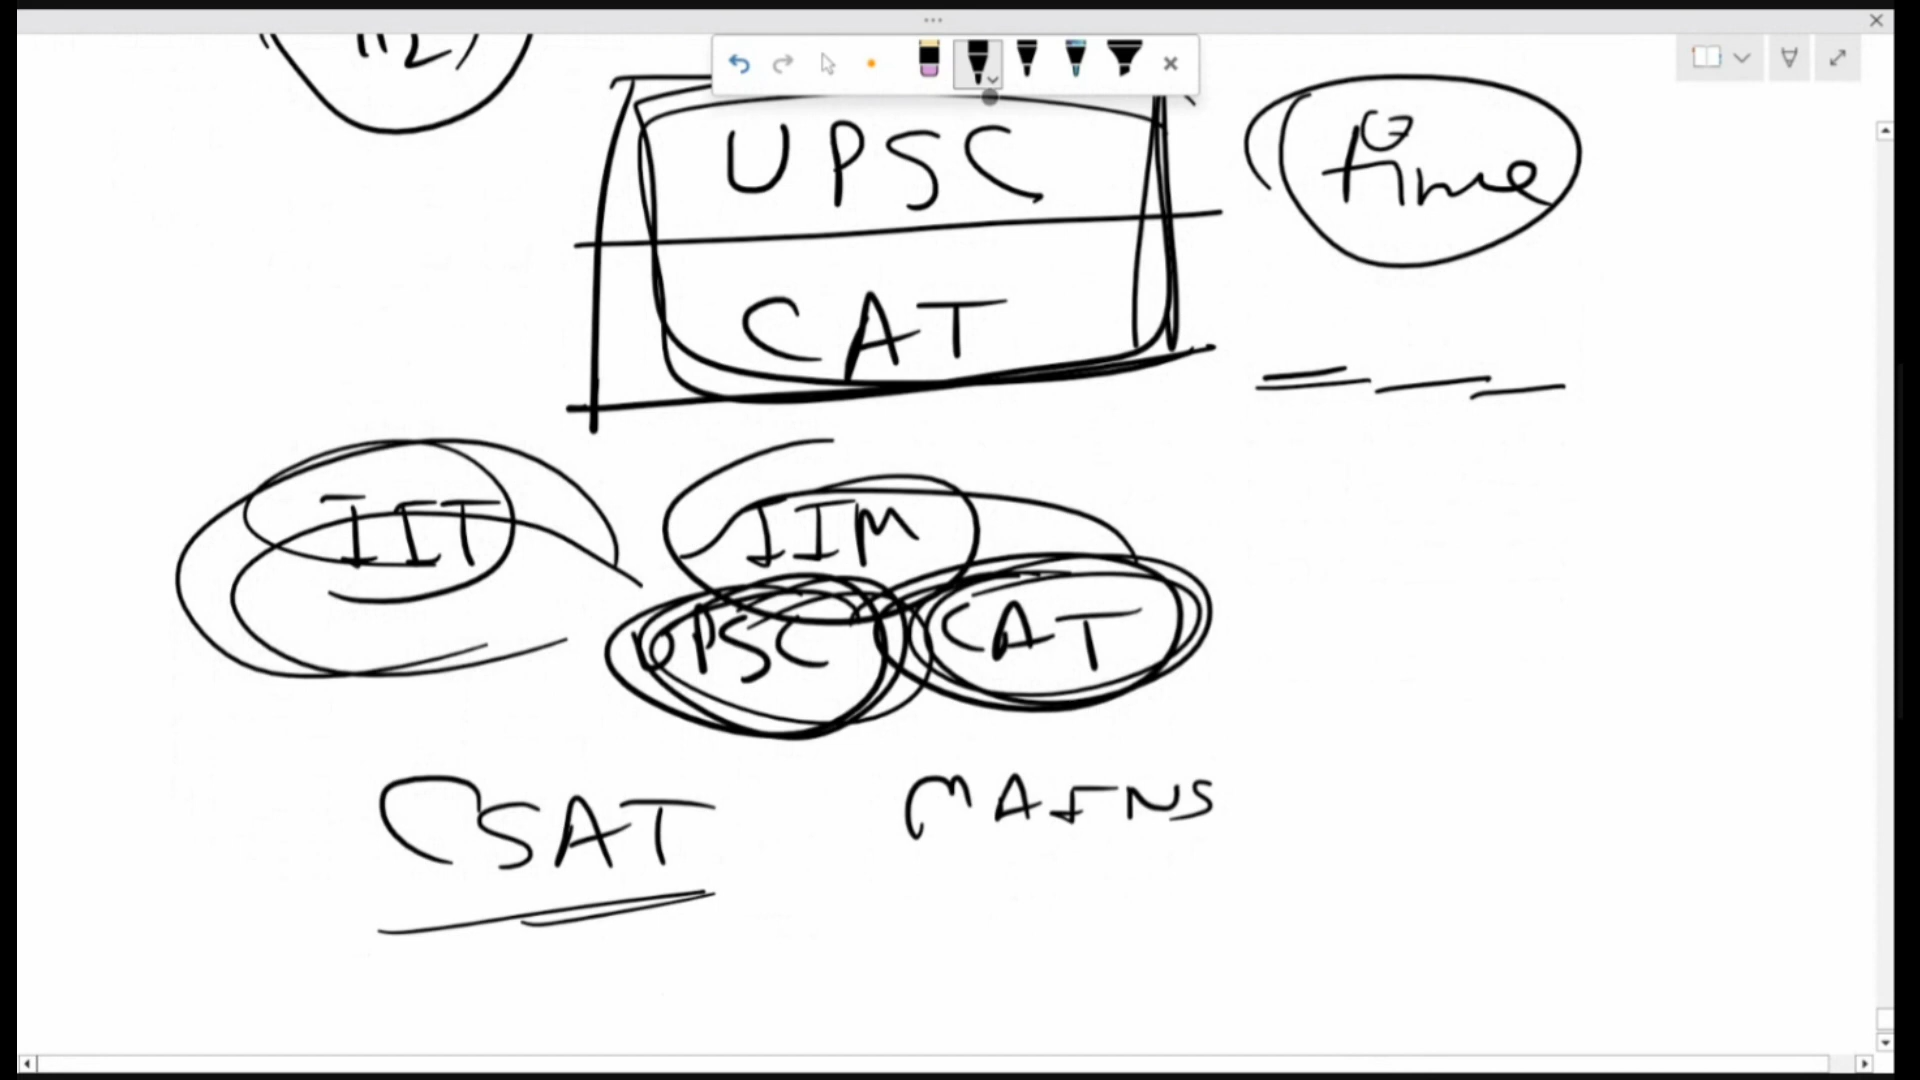 UPSC
time
CAT
IIT
IIM
UPSC
CAT
CSAT
MAINS